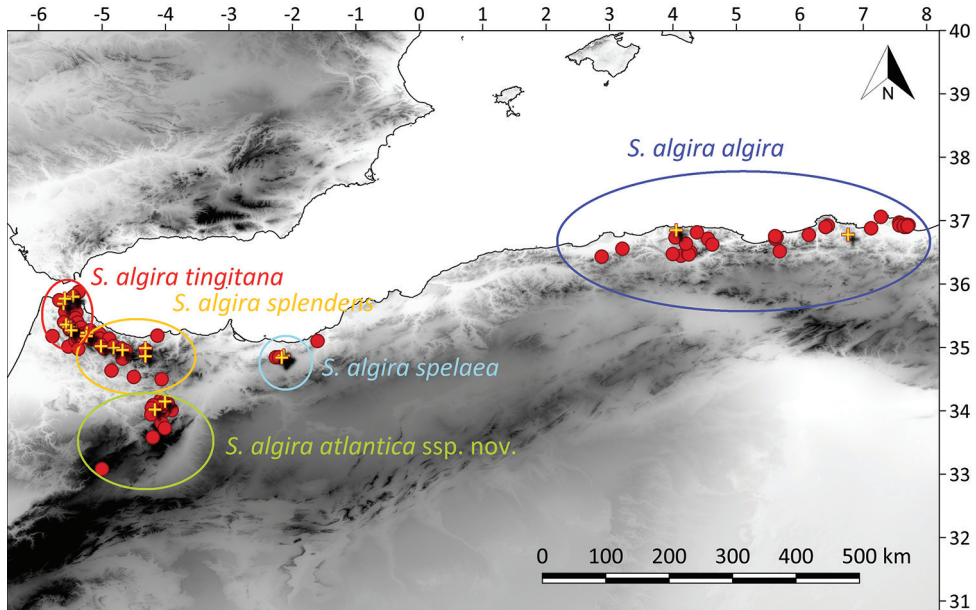 -6 -5 -4 -3 -2 -1 0 1 2 3 4 5 6 7 8
40
39
N
38
S. algira algira
37
36
S. algira tingitana
S. algira splendens
35
S. algira spelaea
34
S. algira atlantica ssp. nov.
33
32
0 100 200 300 400 500 km
31